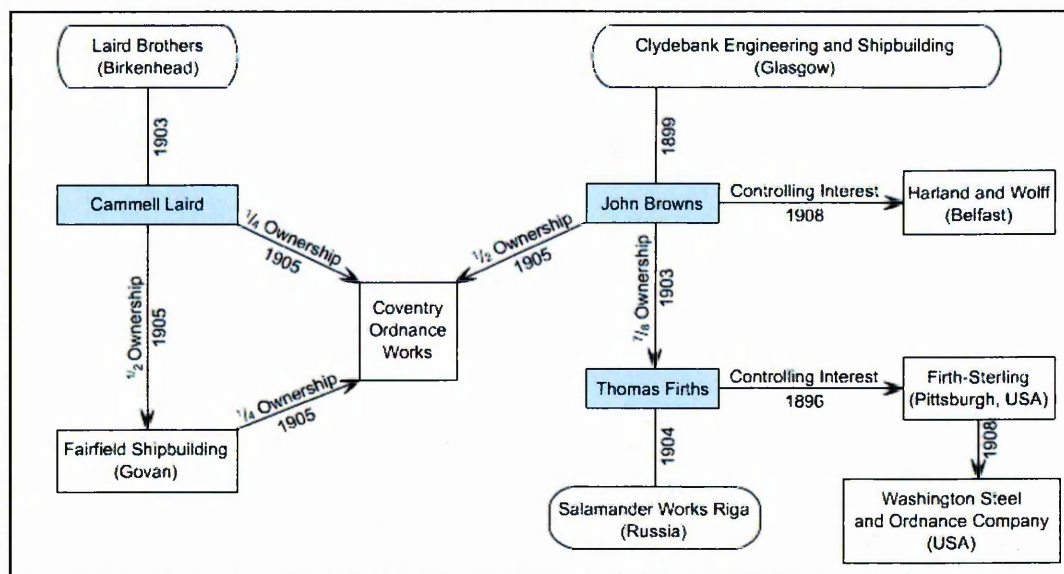 Laird Brothers
(Birkenhead)
Clydebank Engineering and Shipbuilding
(Glasgow)
1903
1899
Cammell Laird
John Browns
Controlling Interest
1908
Harland and Wolff
(Belfast)
1/4 Ownership
1905
1/2 Ownership
1905
1/2 Ownership
1905
Coventry
Ordnance
Works
7/8 Ownership
1903
Thomas Firths
Controlling Interest
1896
Firth-Sterling
(Pittsburgh, USA)
1/4 Ownership
1905
Fairfield Shipbuilding
(Govan)
1904
1908
Salamander Works Riga
(Russia)
Washington Steel
and Ordnance Company
(USA)